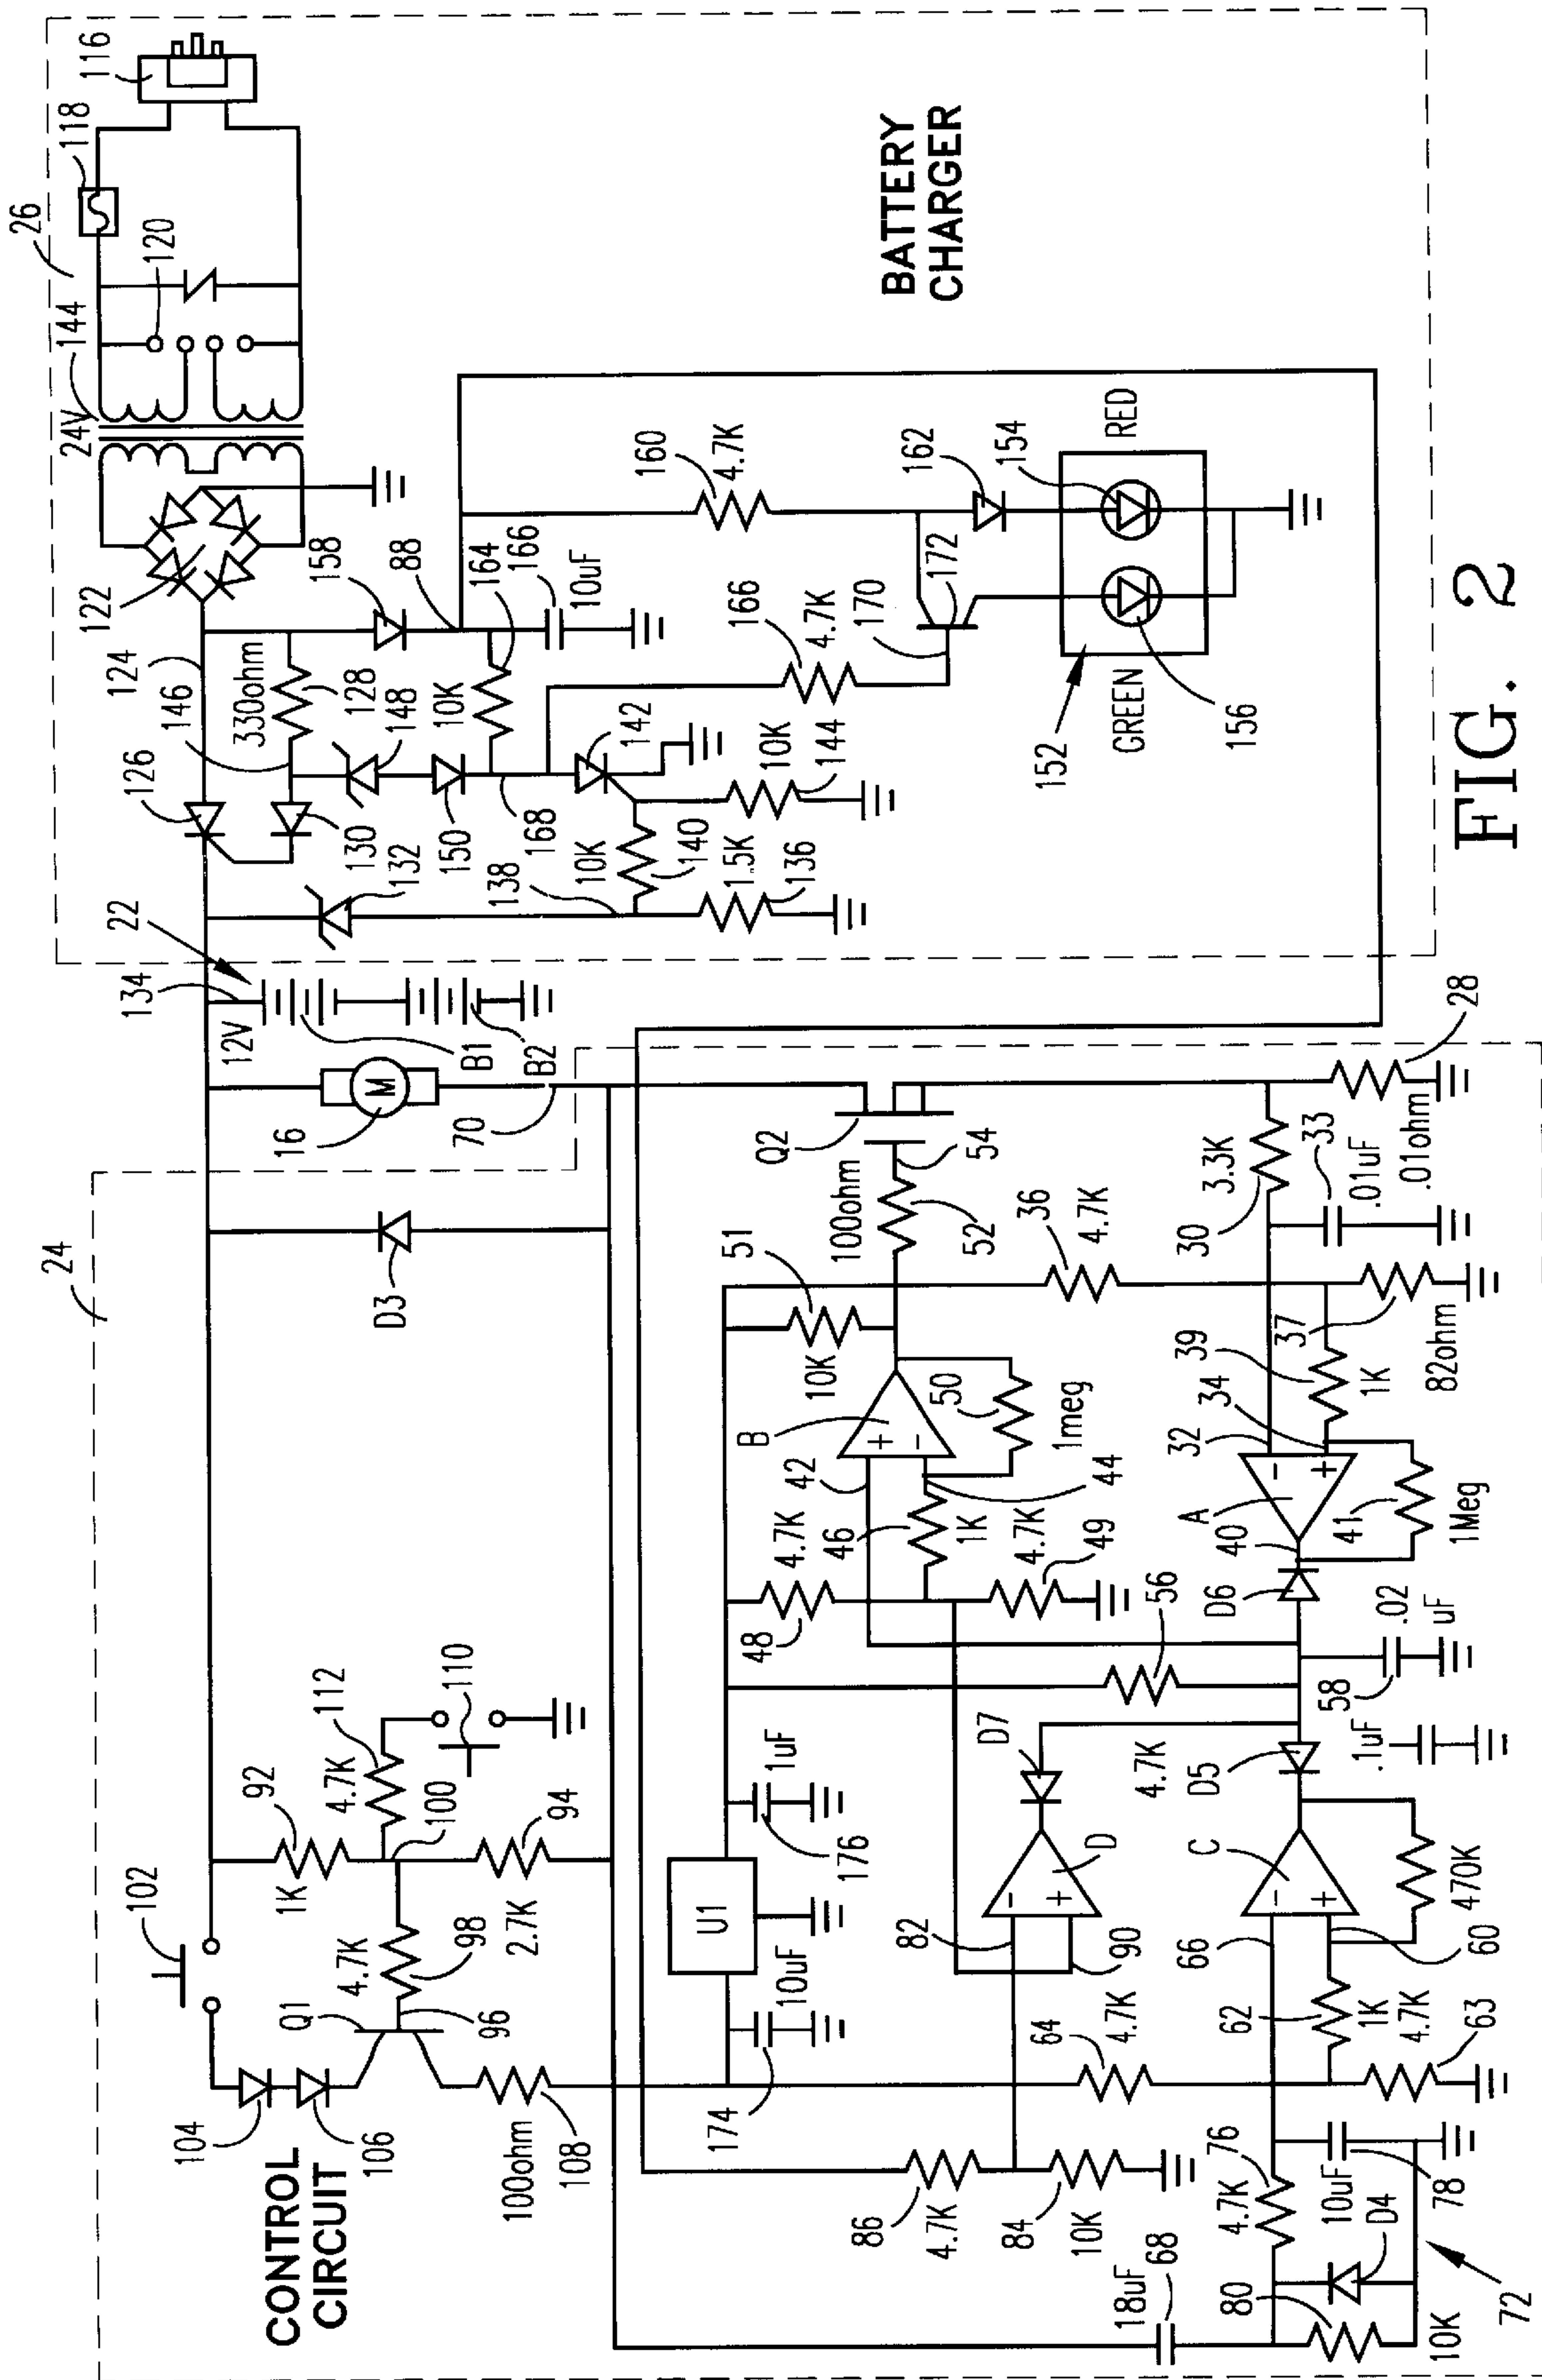 CONTROL
CIRCUIT
24
102
104
106
Q1
96
4.7K
98
92
1K
4.7K
112
100
110
2.7K
94
100ohm
108
D3
16
M
70
12V
134
22
B1
B2
BATTERY
CHARGER
26
116
118
120
144
24V
122
124
126
146
330ohm
128
130
132
148
158
88
10K
164
166
10uF
150
142
168
138
10K
140
1.5K
136
10K
144
166
4.7K
170
172
160
4.7K
162
152
RED
154
GREEN
156
174
10uF
U1
176
1uF
86
4.7K
84
10K
82
90
D
D7
64
4.7K
4.7K
56
48
4.7K
46
1K
4.7K
49
42
44
B
+
-
50
1meg
51
10K
100ohm
52
54
Q2
36
4.7K
3.3K
30
33
.01uF
.01ohm
28
37
82ohm
39
1K
34
32
A
-
+
40
41
1Meg
D6
.02
uF
58
.1uF
D5
C
-
+
470K
66
60
62
1K
4.7K
63
76
4.7K
10uF
78
D4
80
10K
18uF
68
72
-
+
FIG. 2